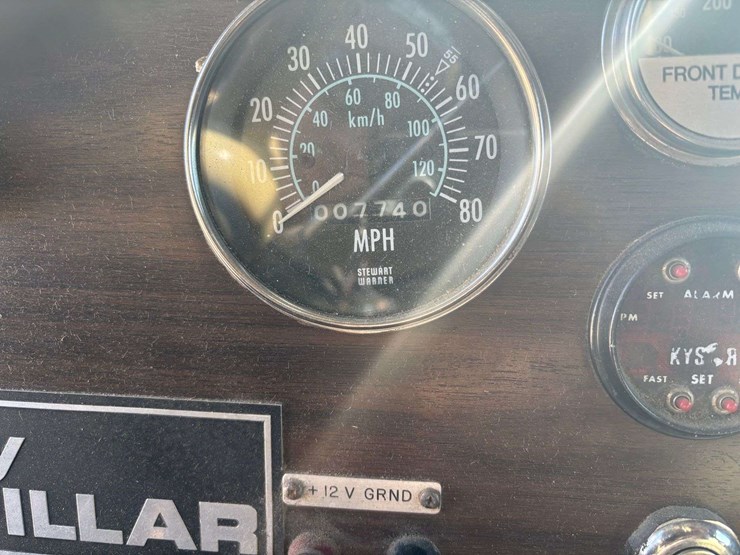 0 10 20 30 40 50 55 60 70 80
0 20 40 60 80 100 120
km/h
007740
MPH
STEWART
WARNER
200
FRONT D
TEM
SET ALARM
PM
FAST SET
ILLAR
+ 12 V GRND